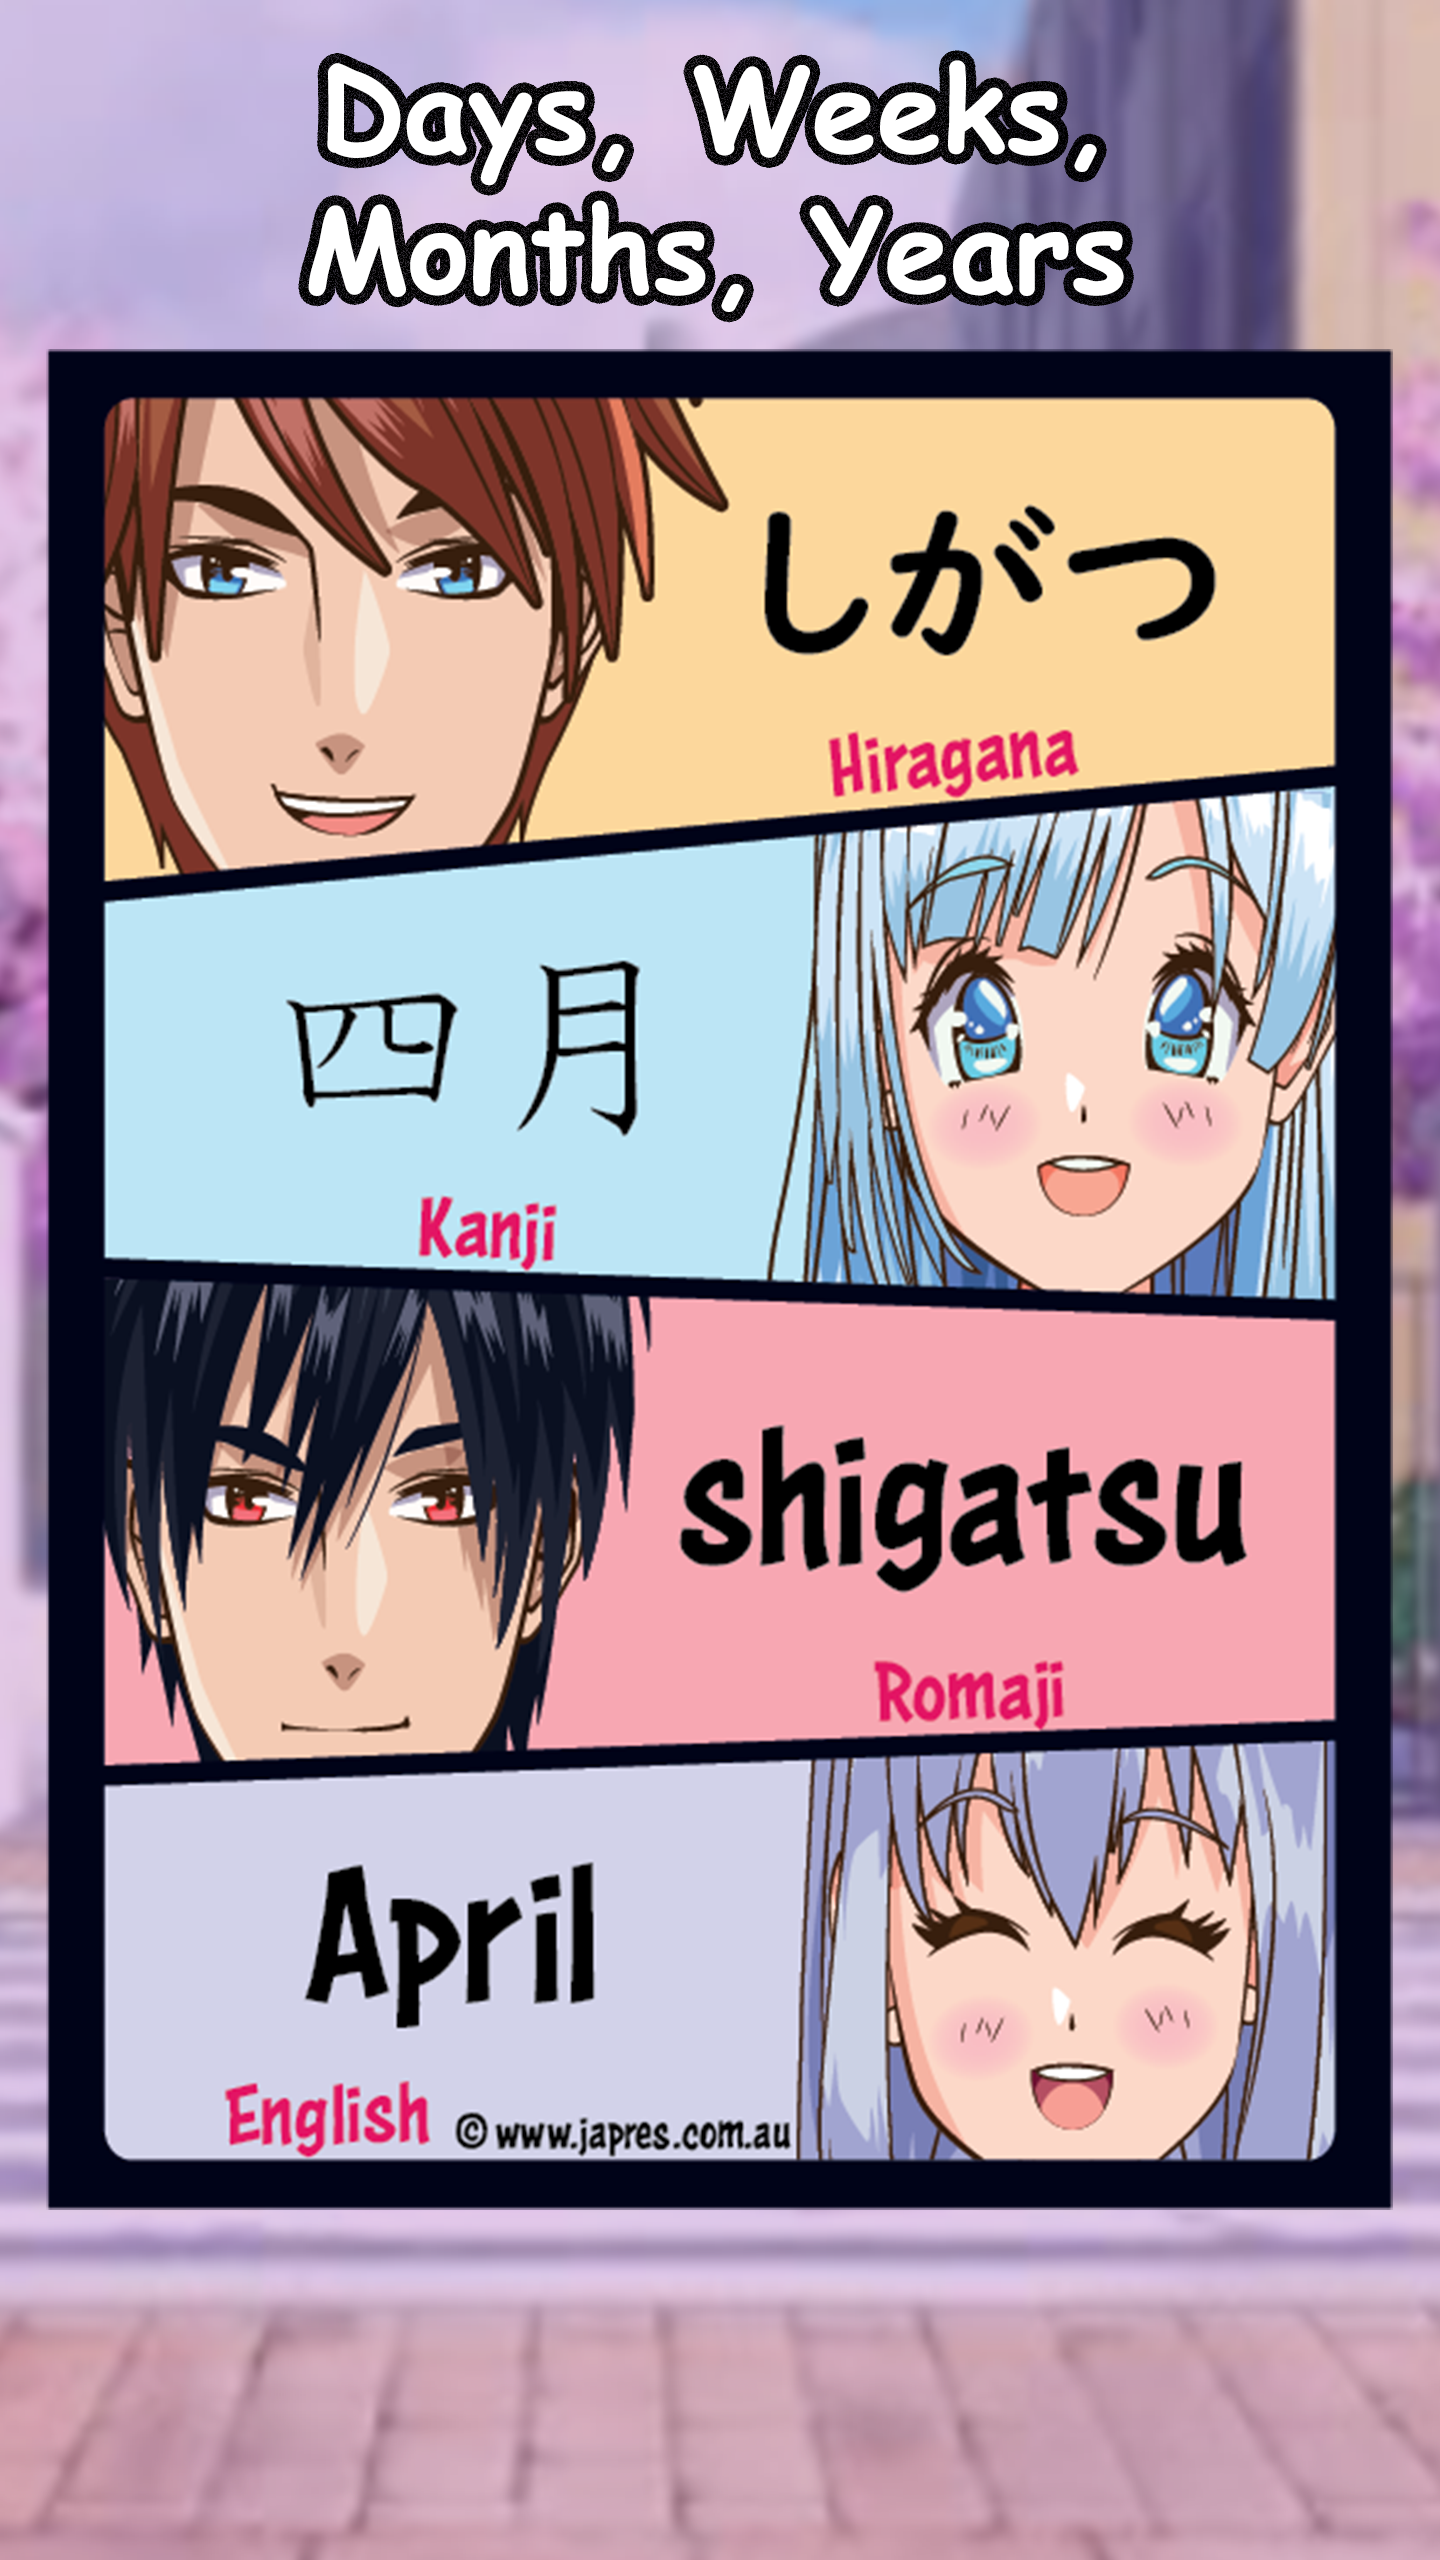 Days, Weeks,
Months, Years
しがつ
Hiragana
四月
Kanji
shigatsu
Romaji
April
English
© www.japres.com.au